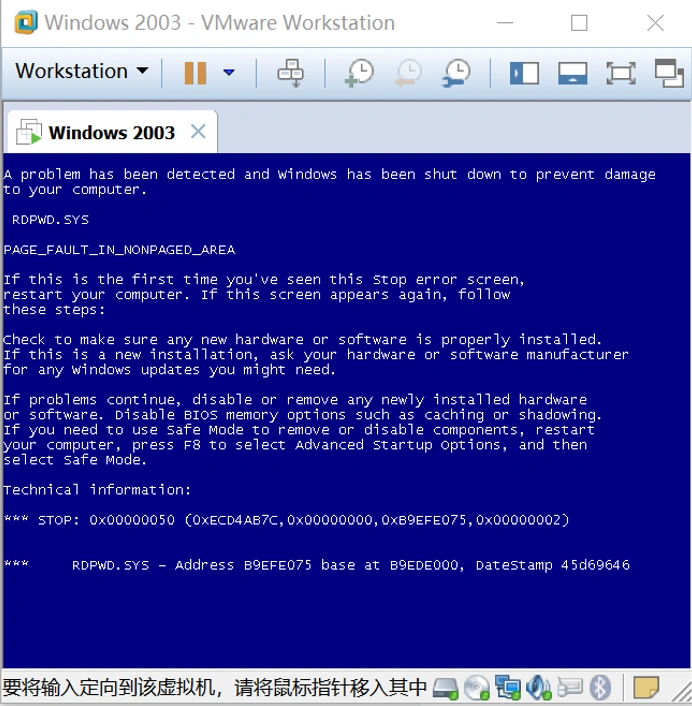 Windows 2003 - VMware Workstation
Workstation
Windows 2003
A problem has been detected and Windows has been shut down to prevent damage
to your computer.
RDPWD.SYS
PAGE_FAULT_IN_NONPAGED_AREA
If this is the first time you've seen this Stop error screen,
restart your computer. If this screen appears again, follow
these steps:
Check to make sure any new hardware or software is properly installed.
If this is a new installation, ask your hardware or software manufacturer
for any Windows updates you might need.
If problems continue, disable or remove any newly installed hardware
or software. Disable BIOS memory options such as caching or shadowing.
If you need to use Safe Mode to remove or disable components, restart
your computer, press F8 to select Advanced Startup Options, and then
select Safe Mode.
Technical information:
*** STOP: 0x00000050 (0xECD4AB7C,0x00000000,0xB9EFE075,0x00000002)
*** RDPWD.SYS - Address B9EFE075 base at B9EDE000, DateStamp 45d69646
要将输入定向到该虚拟机，请将鼠标指针移入其中